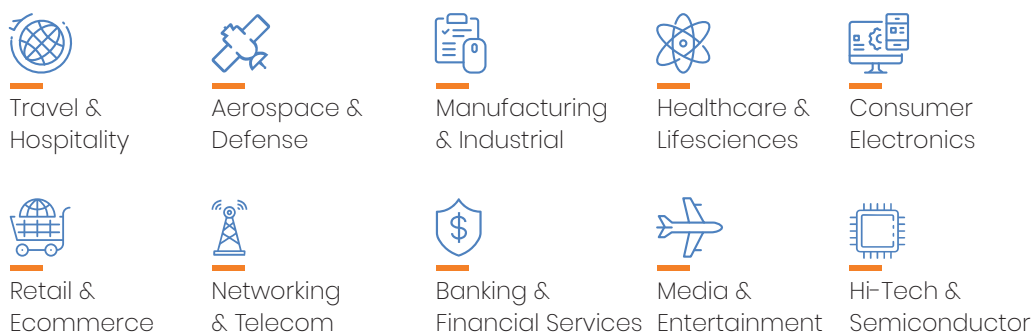 Travel &
Hospitality
Aerospace &
Defense
Manufacturing
& Industrial
Healthcare &
Lifesciences
Consumer
Electronics
Retail &
Ecommerce
Networking
& Telecom
Banking &
Financial Services
Media &
Entertainment
Hi-Tech &
Semiconductor